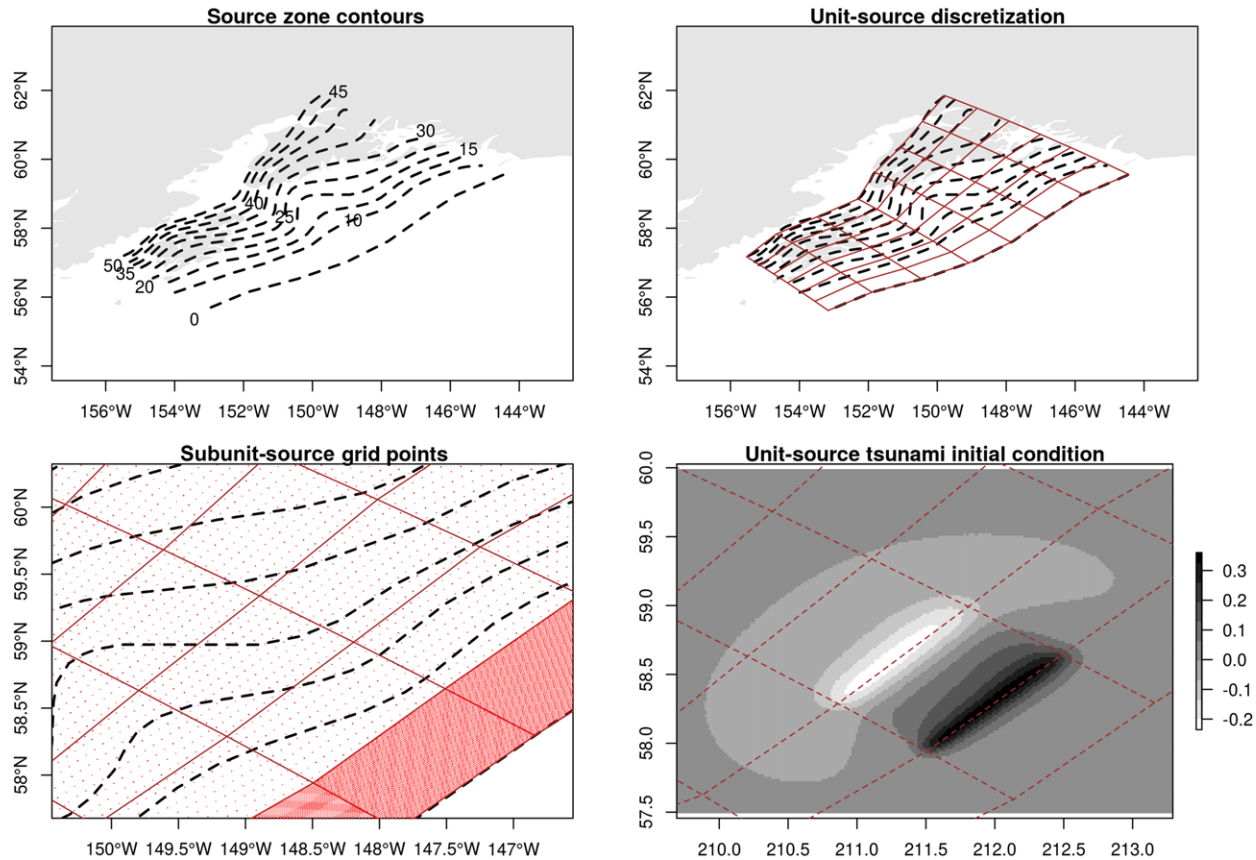 Source zone contours
62°N
60°N
58°N
56°N
54°N
45
30
15
40
25
10
50
35
20
0
156°W 154°W 152°W 150°W 148°W 146°W 144°W
Unit-source discretization
62°N
60°N
58°N
56°N
54°N
156°W 154°W 152°W 150°W 148°W 146°W 144°W
Subunit-source grid points
60°N
59.5°N
59°N
58.5°N
58°N
150°W 149.5°W 149°W 148.5°W 148°W 147.5°W 147°W
Unit-source tsunami initial condition
60.0
59.5
59.0
58.5
58.0
57.5
210.0 210.5 211.0 211.5 212.0 212.5 213.0
0.3
0.2
0.1
0.0
-0.1
-0.2